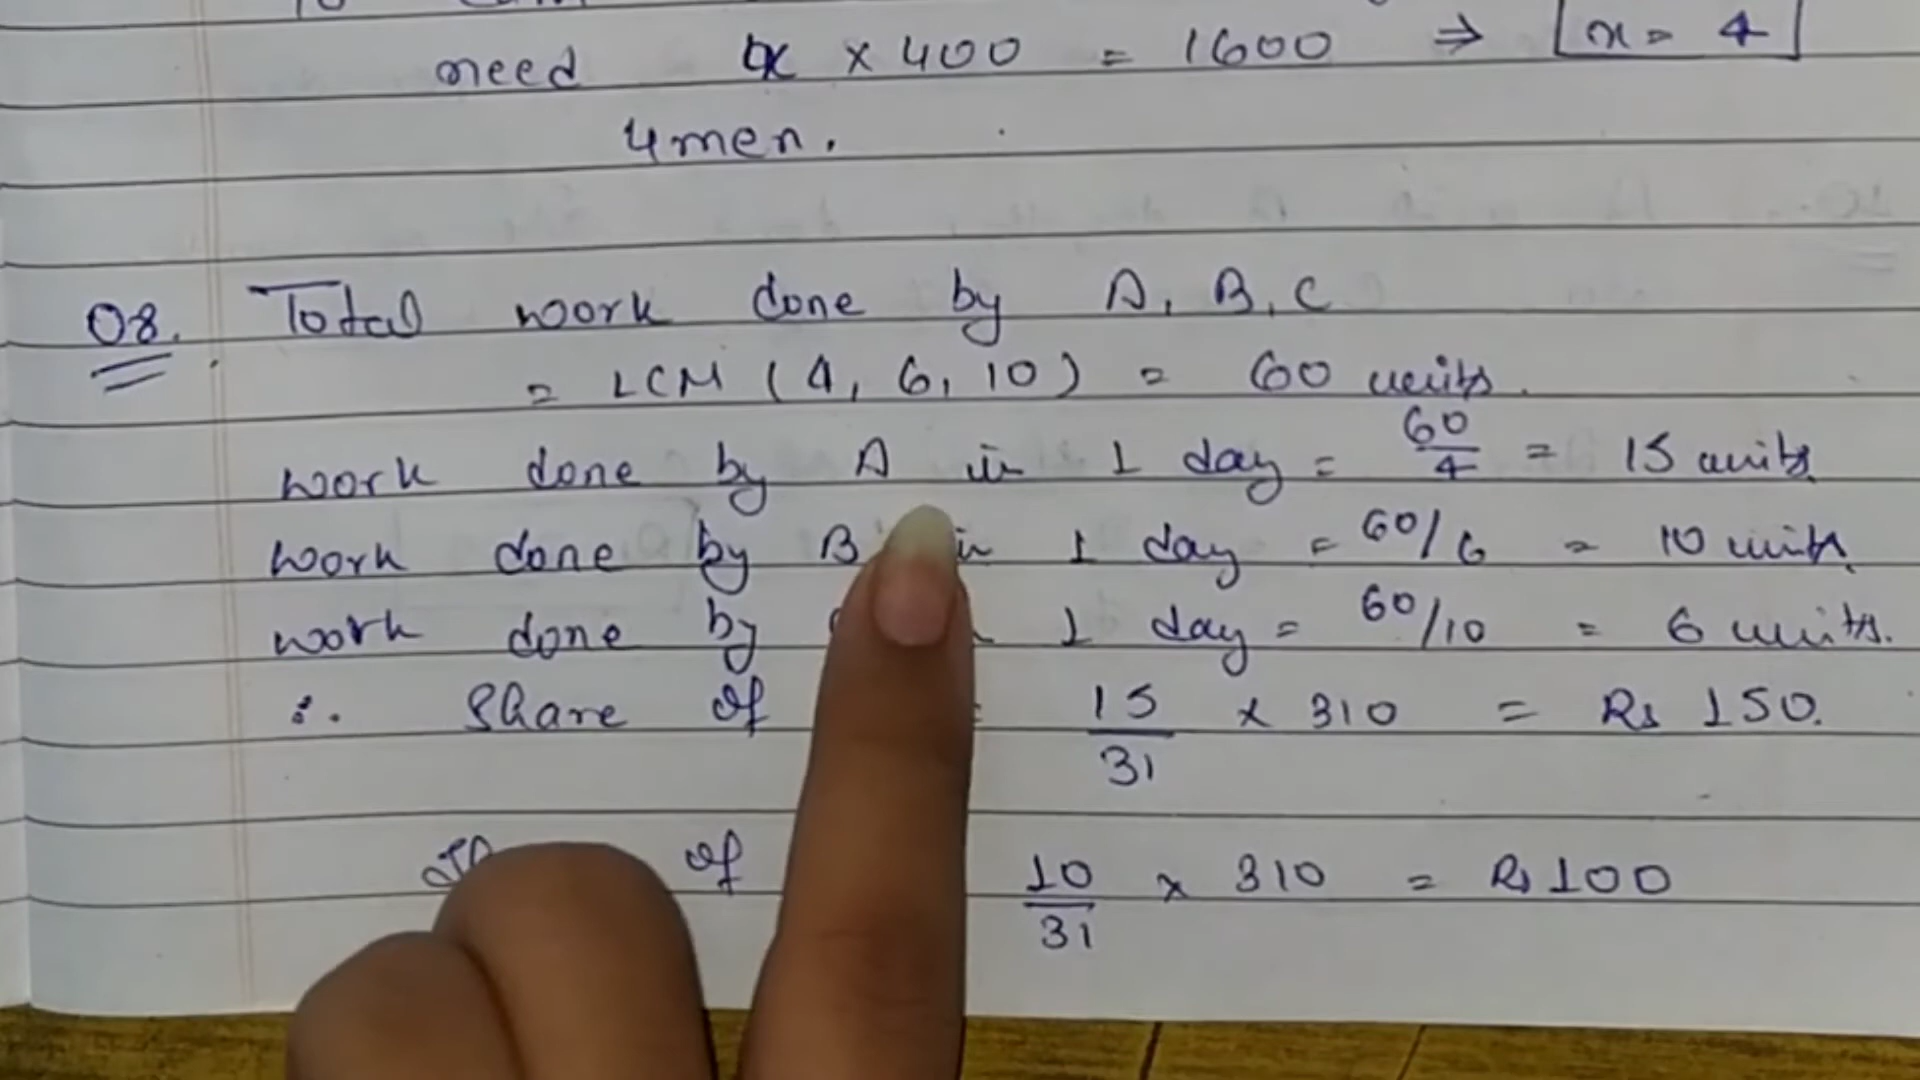 need x × 400 = 1600 ⇒ x = 4
4 men.
Q8. Total work done by A, B, C
= LCM (4, 6, 10) = 60 units.
work done by A in 1 day = 60/4 = 15 units
work done by B in 1 day = 60/6 = 10 units.
work done by 1 day = 60/10 = 6 units.
∴ Share of = 15/31 × 310 = Rs 150.
of 10/31 × 310 = Rs 100